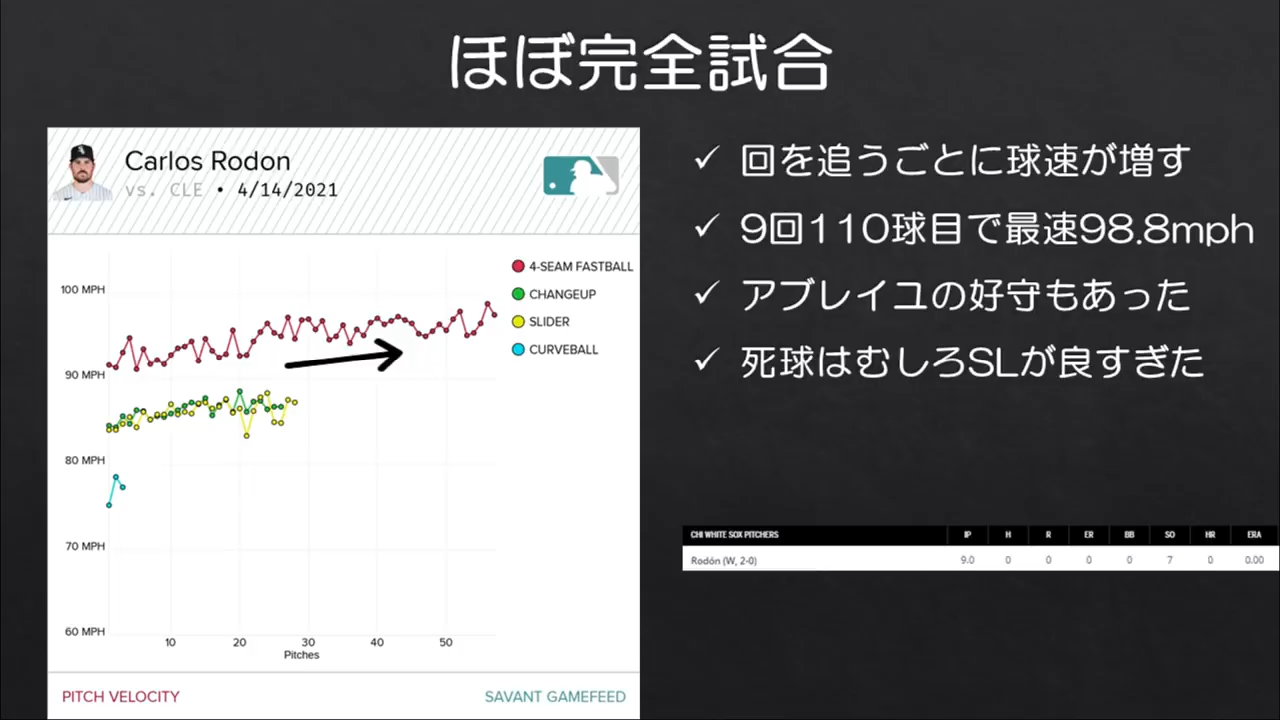 ほぼ完全試合
Carlos Rodon
vs. CLE • 4/14/2021
100 MPH
90 MPH
80 MPH
70 MPH
60 MPH
10 20 30 40 50
Pitches
4-SEAM FASTBALL
CHANGEUP
SLIDER
CURVEBALL
PITCH VELOCITY
SAVANT GAMEFEED
✓ 回を追うごとに球速が増す
✓ 9回110球目で最速98.8mph
✓ アブレイユの好守もあった
✓ 死球はむしろSLが良すぎた
CHI WHITE SOX PITCHERS IP H R ER BB SO HR ERA
Rodón (W, 2-0) 9.0 0 0 0 0 7 0 0.00